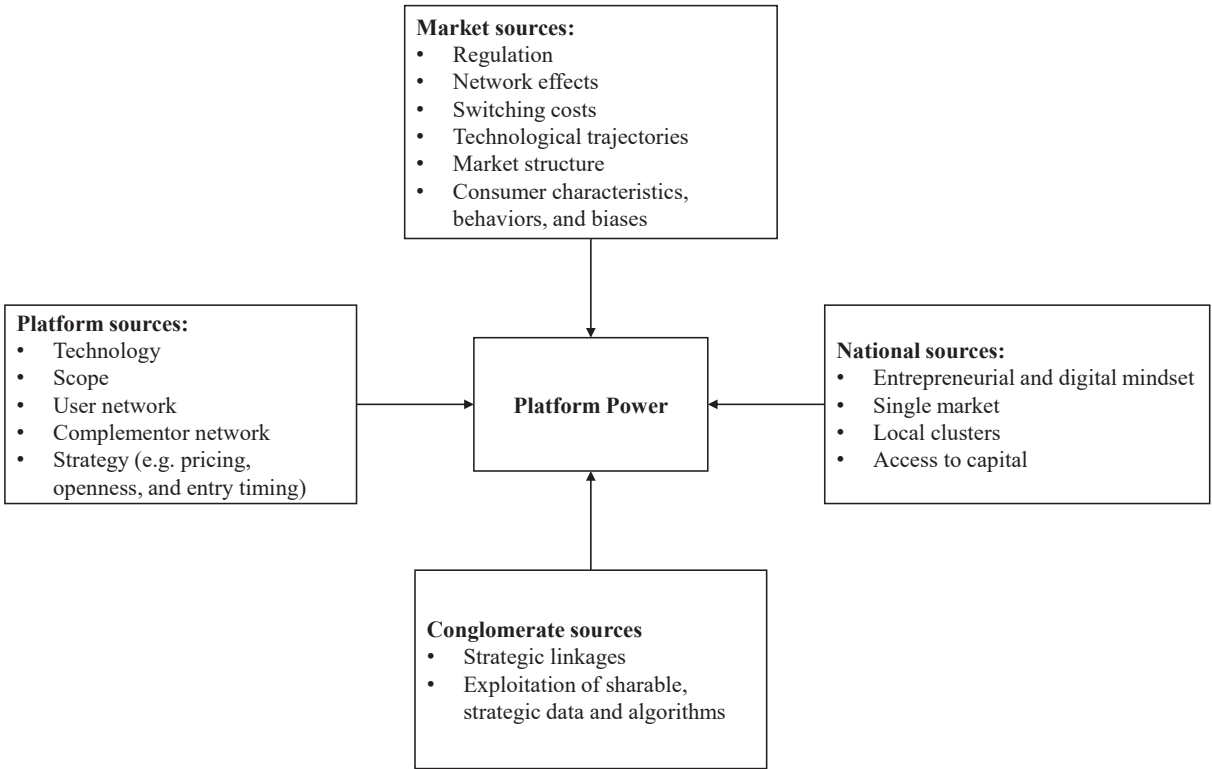 Market sources:
• Regulation
• Network effects
• Switching costs
• Technological trajectories
• Market structure
• Consumer characteristics,
behaviors, and biases
Platform sources:
• Technology
• Scope
• User network
• Complementor network
• Strategy (e.g. pricing,
openness, and entry timing)
Platform Power
National sources:
• Entrepreneurial and digital mindset
• Single market
• Local clusters
• Access to capital
Conglomerate sources
• Strategic linkages
• Exploitation of sharable,
strategic data and algorithms